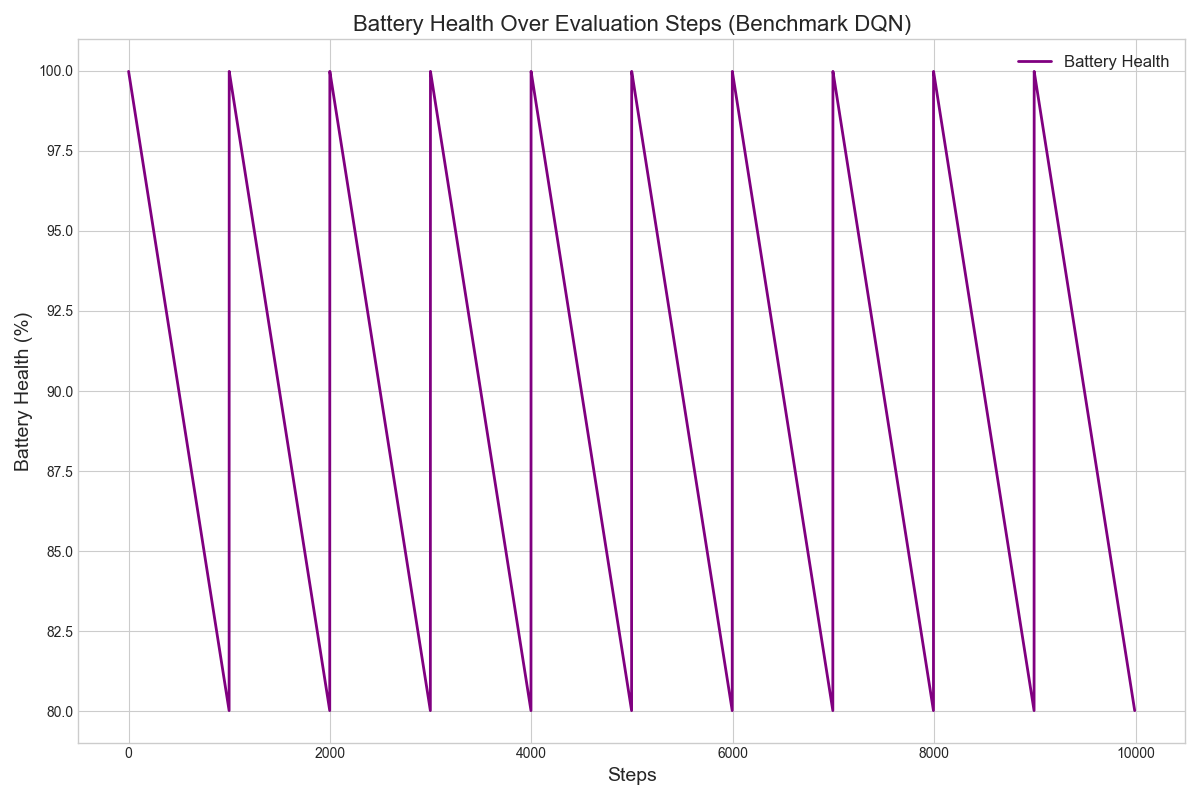 Battery Health Over Evaluation Steps (Benchmark DQN)
Battery Health
100.0
97.5
95.0
92.5
90.0
87.5
85.0
82.5
80.0
Battery Health (%)
0 2000 4000 6000 8000 10000
Steps